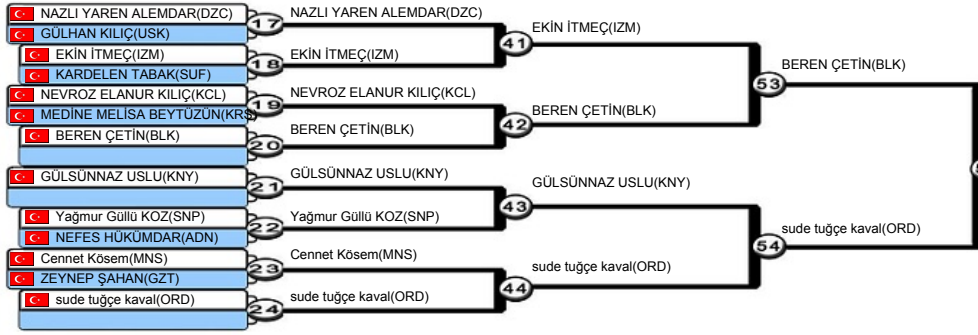 NAZLI YAREN ALEMDAR(DZC)
GÜLHAN KILIÇ(USK)
17
NAZLI YAREN ALEMDAR(DZC)
EKİN İTMEÇ(IZM)
KARDELEN TABAK(SUF)
18
EKİN İTMEÇ(IZM)
41
EKİN İTMEÇ(IZM)
NEVROZ ELANUR KILIÇ(KCL)
MEDİNE MELİSA BEYTÜZÜN(KRS)
19
NEVROZ ELANUR KILIÇ(KCL)
BEREN ÇETİN(BLK)
20
BEREN ÇETİN(BLK)
42
BEREN ÇETİN(BLK)
53
BEREN ÇETİN(BLK)
GÜLSÜNNAZ USLU(KNY)
21
GÜLSÜNNAZ USLU(KNY)
Yağmur Güllü KOZ(SNP)
NEFES HÜKÜMDAR(ADN)
22
Yağmur Güllü KOZ(SNP)
43
GÜLSÜNNAZ USLU(KNY)
Cennet Kösem(MNS)
ZEYNEP ŞAHAN(GZT)
23
Cennet Kösem(MNS)
sude tuğçe kaval(ORD)
24
sude tuğçe kaval(ORD)
44
sude tuğçe kaval(ORD)
54
sude tuğçe kaval(ORD)